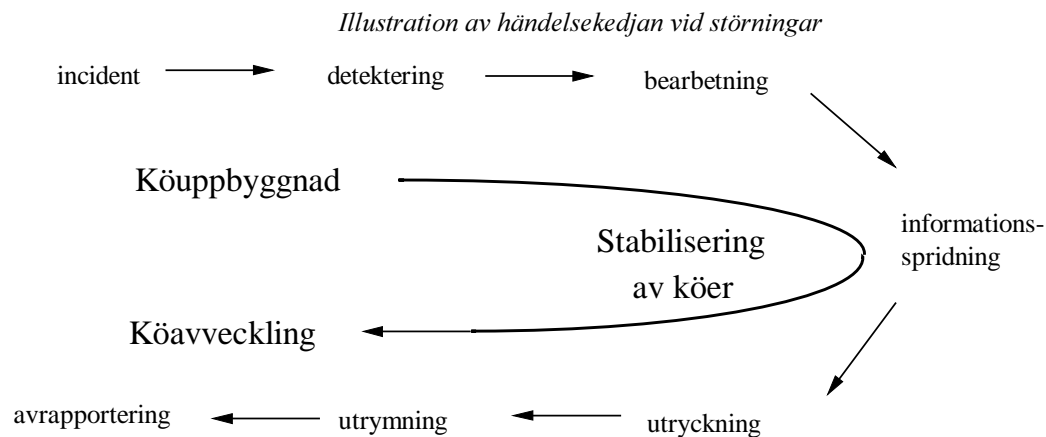 Illustration av händelsekedjan vid störningar
incident
detektering
bearbetning
Köuppbyggnad
informations-
spridning
Stabilisering
av köer
Köavveckling
avrapportering
utrymning
utryckning